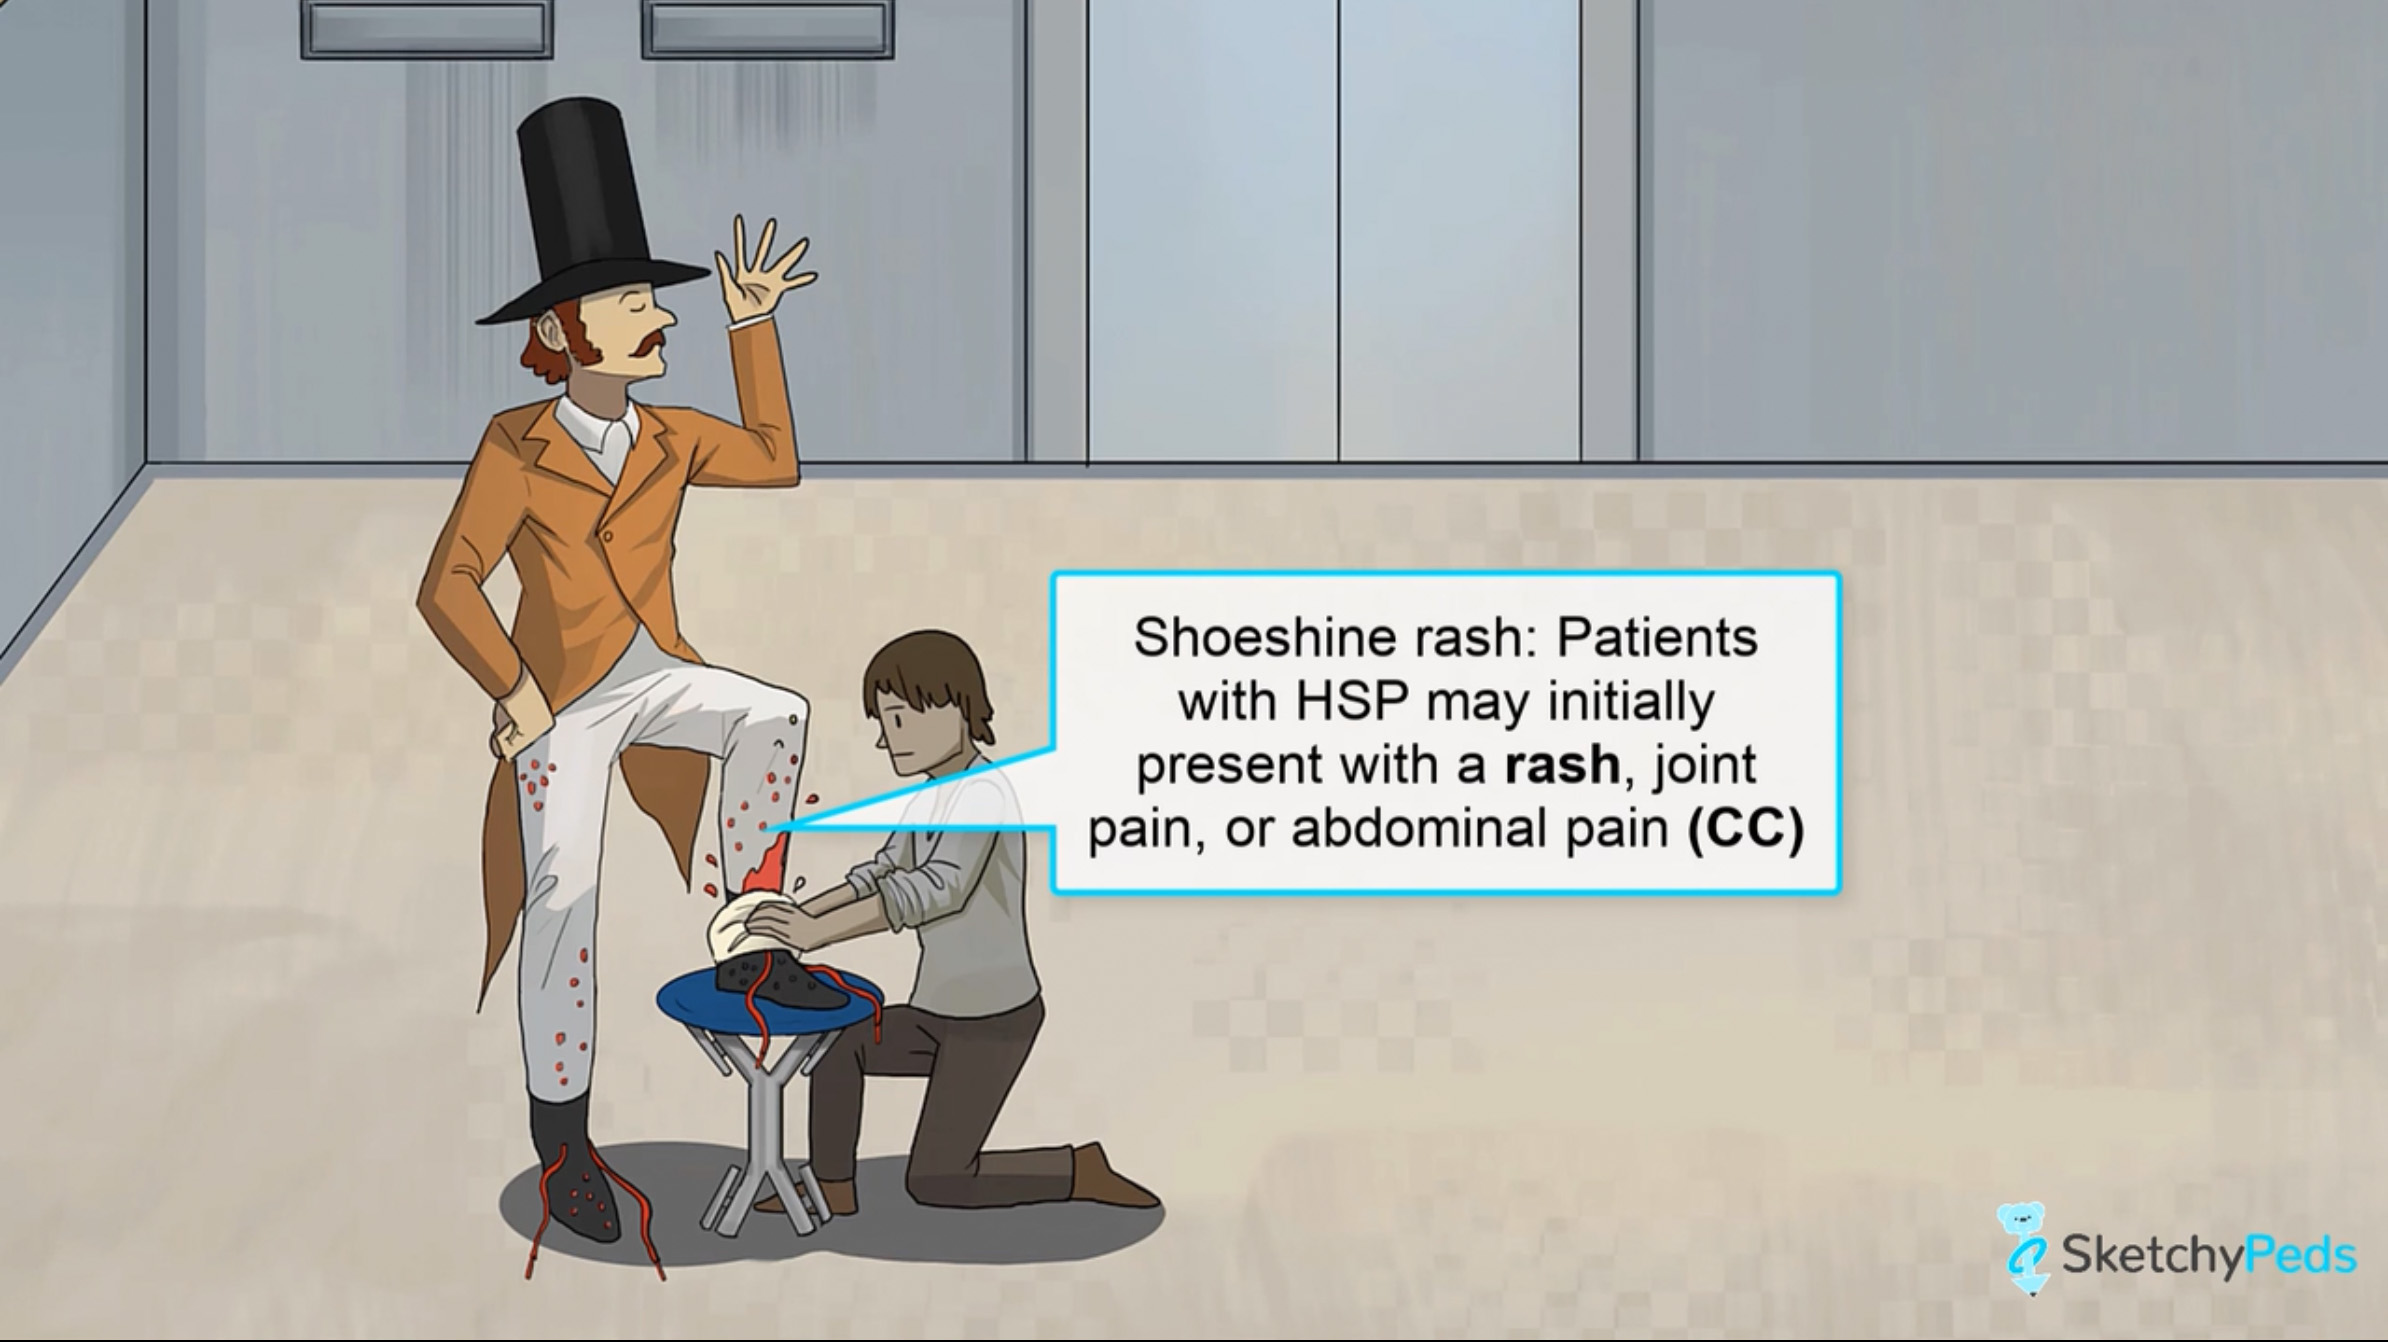 Shoeshine rash: Patients
with HSP may initially
present with a rash, joint
pain, or abdominal pain (CC)
SketchyPeds